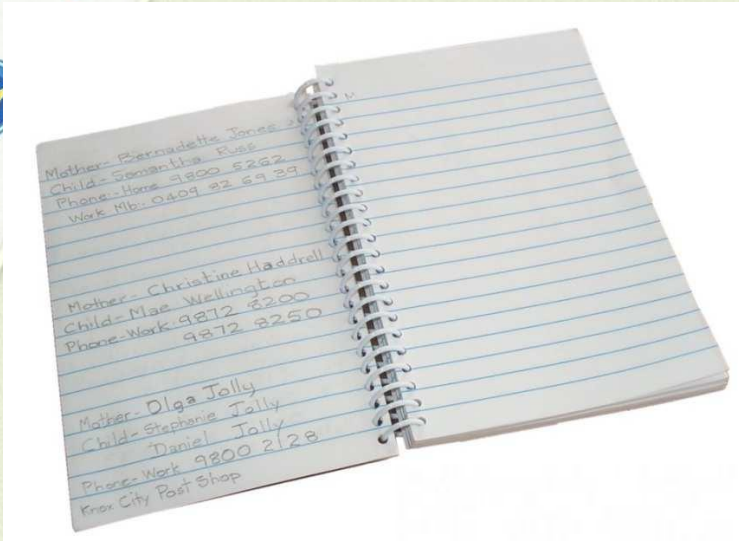 Mother- Bernadette Jones
Child- Samantha Russ
Phone:-Home 9800 5262
Work Mb:. 0409 82 69 39
Mother- Christine Haddrell
Child- Mae Wellington
Phone-Work: 9872 8200
9872 8250
Mother- Olga Jolly
Child- Stephanie Jolly
Daniel Jolly
Phone-Work 9800 2128
Knox City Post Shop
M